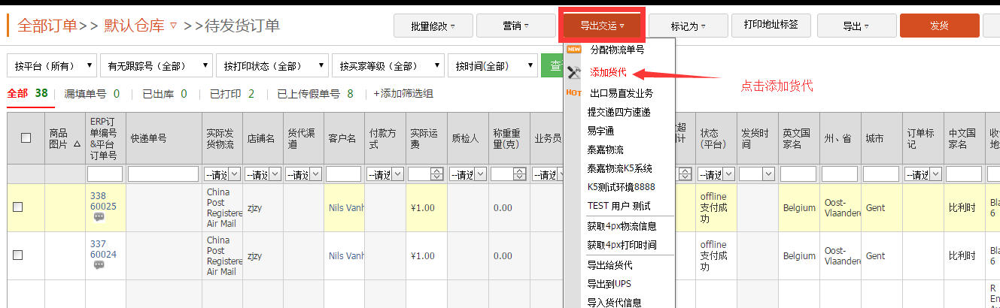 全部订单>> 默认仓库 ▿ >>待发货订单
批量修改 ▿
营销 ▿
导出交运 ▿
标记为 ▿
打印地址标签
导出 ▿
发货
按平台（所有） ▼
有无跟踪号（全部） ▼
按打印状态（全部） ▼
按买家等级（全部） ▼
按时间(全部) ▼
全部 38
漏填单号 0
已出库 0
已打印 2
已上传假单号 8
+添加筛选组
NEW 分配物流单号
添加货代
点击添加货代
HOT 出口易直发业务
提交递四方速递
易宇通
泰嘉物流
泰嘉物流K5系统
K5测试环境8888
TEST 用户 测试
获取4px物流信息
获取4px打印时间
导出给货代
导出到UPS
导入货代信息
商品
图片 △
ERP订
单编号
&平台
订单号
快递单号
实际发
货物流
店铺名
货代渠
道
客户名
付款方
式
实际运
费
质检人
称重重
量(克)
业务员
状态
（平台）
发货时
间
英文国
家名
州、省
城市
订单标
记
中文国
家名
--请选
--请选
--请选
--请选
--请选
--请选
--请选
--请选
338
60025
China
Post
Registere
Air Mail
zjzy
Nils Vanh
¥1.00
0.00
offline
支付成
功
Belgium
Oost-
Vlaandere
Gent
比利时
Bla
6
337
60024
China
Post
Registere
Air Mail
zjzy
Nils Vanh
¥1.00
0.00
offline
支付成
功
Belgium
Oost-
Vlaandere
Gent
比利时
Bla
6
R
En